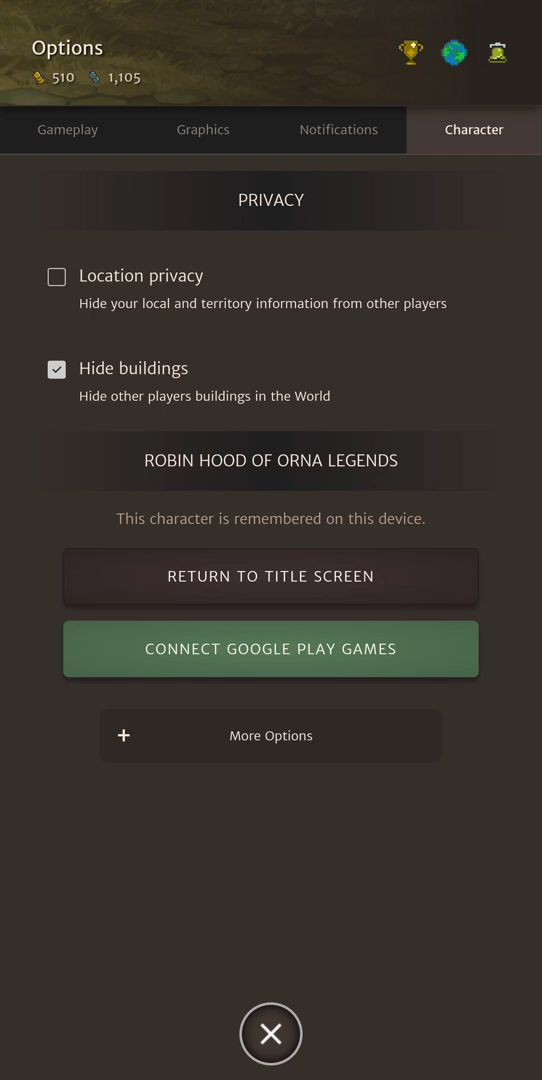 Options
510 1,105
Gameplay Graphics Notifications Character
PRIVACY
Location privacy
Hide your local and territory information from other players
Hide buildings
Hide other players buildings in the World
ROBIN HOOD OF ORNA LEGENDS
This character is remembered on this device.
RETURN TO TITLE SCREEN
CONNECT GOOGLE PLAY GAMES
More Options